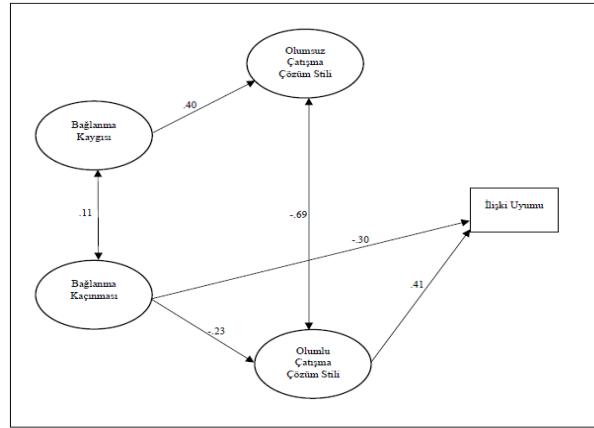 Olumsuz
Çatışma
Çözüm Stili
.40
Bağlanma
Kaygısı
.11
-.69
İlişki Uyumu
-.30
.41
Bağlanma
Kaçınması
-.23
Olumlu
Çatışma
Çözüm Stili